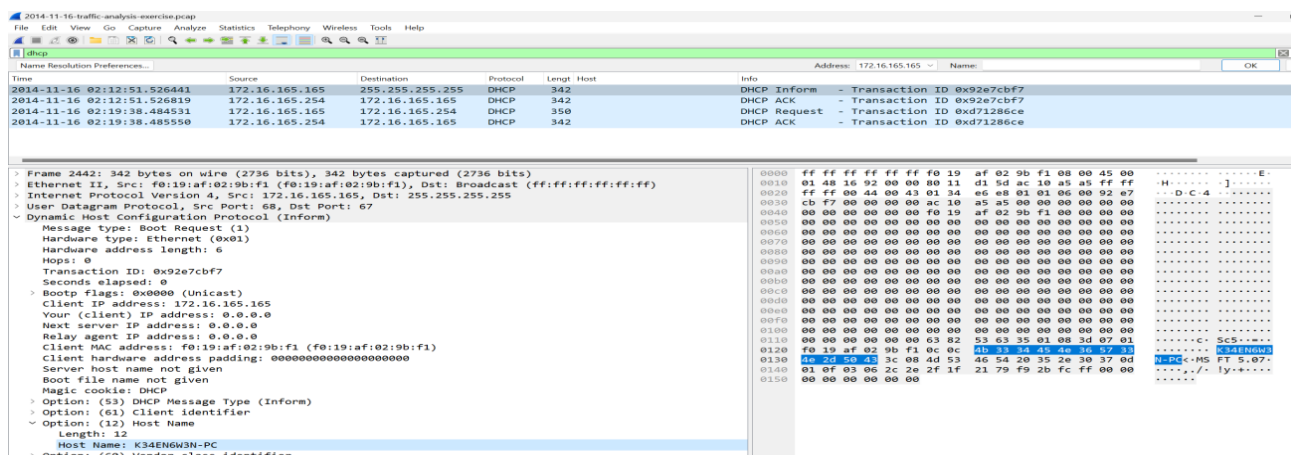 2014-11-16-traffic-analysis-exercise.pcap
File Edit View Go Capture Analyze Statistics Telephony Wireless Tools Help
dhcp
Name Resolution Preferences... Address: 172.16.165.165 Name: OK
Time Source Destination Protocol Lengt Host Info
2014-11-16 02:12:51.526441 172.16.165.165 255.255.255.255 DHCP 342 DHCP Inform - Transaction ID 0x92e7cbf7
2014-11-16 02:12:51.526819 172.16.165.254 172.16.165.165 DHCP 342 DHCP ACK - Transaction ID 0x92e7cbf7
2014-11-16 02:19:38.484531 172.16.165.165 172.16.165.254 DHCP 350 DHCP Request - Transaction ID 0xd71286ce
2014-11-16 02:19:38.485550 172.16.165.254 172.16.165.165 DHCP 342 DHCP ACK - Transaction ID 0xd71286ce
> Frame 2442: 342 bytes on wire (2736 bits), 342 bytes captured (2736 bits)
> Ethernet II, Src: f0:19:af:02:9b:f1 (f0:19:af:02:9b:f1), Dst: Broadcast (ff:ff:ff:ff:ff:ff)
> Internet Protocol Version 4, Src: 172.16.165.165, Dst: 255.255.255.255
> User Datagram Protocol, Src Port: 68, Dst Port: 67
Dynamic Host Configuration Protocol (Inform)
Message type: Boot Request (1)
Hardware type: Ethernet (0x01)
Hardware address length: 6
Hops: 0
Transaction ID: 0x92e7cbf7
Seconds elapsed: 0
> Bootp flags: 0x0000 (Unicast)
Client IP address: 172.16.165.165
Your (client) IP address: 0.0.0.0
Next server IP address: 0.0.0.0
Relay agent IP address: 0.0.0.0
Client MAC address: f0:19:af:02:9b:f1 (f0:19:af:02:9b:f1)
Client hardware address padding: 00000000000000000000
Server host name not given
Boot file name not given
Magic cookie: DHCP
> Option: (53) DHCP Message Type (Inform)
> Option: (61) Client identifier
Option: (12) Host Name
Length: 12
Host Name: K34EN6W3N-PC
0000 ff ff ff ff ff ff f0 19 af 02 9b f1 08 00 45 00 ··············E·
0010 01 48 16 92 00 00 80 11 d1 5d ac 10 a5 a5 ff ff ·H·······]······
0020 ff ff 00 44 00 43 01 34 e6 e8 01 01 06 00 92 e7 ···D·C·4········
0030 cb f7 00 00 00 00 ac 10 a5 a5 00 00 00 00 00 00 ················
0040 00 00 00 00 00 00 f0 19 af 02 9b f1 00 00 00 00 ················
0050 00 00 00 00 00 00 00 00 00 00 00 00 00 00 00 00 ················
0060 00 00 00 00 00 00 00 00 00 00 00 00 00 00 00 00 ················
0070 00 00 00 00 00 00 00 00 00 00 00 00 00 00 00 00 ················
0080 00 00 00 00 00 00 00 00 00 00 00 00 00 00 00 00 ················
0090 00 00 00 00 00 00 00 00 00 00 00 00 00 00 00 00 ················
00a0 00 00 00 00 00 00 00 00 00 00 00 00 00 00 00 00 ················
00b0 00 00 00 00 00 00 00 00 00 00 00 00 00 00 00 00 ················
00c0 00 00 00 00 00 00 00 00 00 00 00 00 00 00 00 00 ················
00d0 00 00 00 00 00 00 00 00 00 00 00 00 00 00 00 00 ················
00e0 00 00 00 00 00 00 00 00 00 00 00 00 00 00 00 00 ················
00f0 00 00 00 00 00 00 00 00 00 00 00 00 00 00 00 00 ················
0100 00 00 00 00 00 00 00 00 00 00 00 00 00 00 00 00 ················
0110 00 00 00 00 00 00 63 82 53 63 35 01 08 3d 07 01 ······c·Sc5··=··
0120 f0 19 af 02 9b f1 0c 0c 4b 33 34 45 4e 36 57 33 ········K34EN6W3
0130 4e 2d 50 43 3c 08 4d 53 46 54 20 35 2e 30 37 0d N-PC<·MSFT 5.07·
0140 01 0f 03 06 2c 2e 2f 1f 21 79 f9 2b fc ff 00 00 ····,./·!y·+····
0150 00 00 00 00 00 00 ······